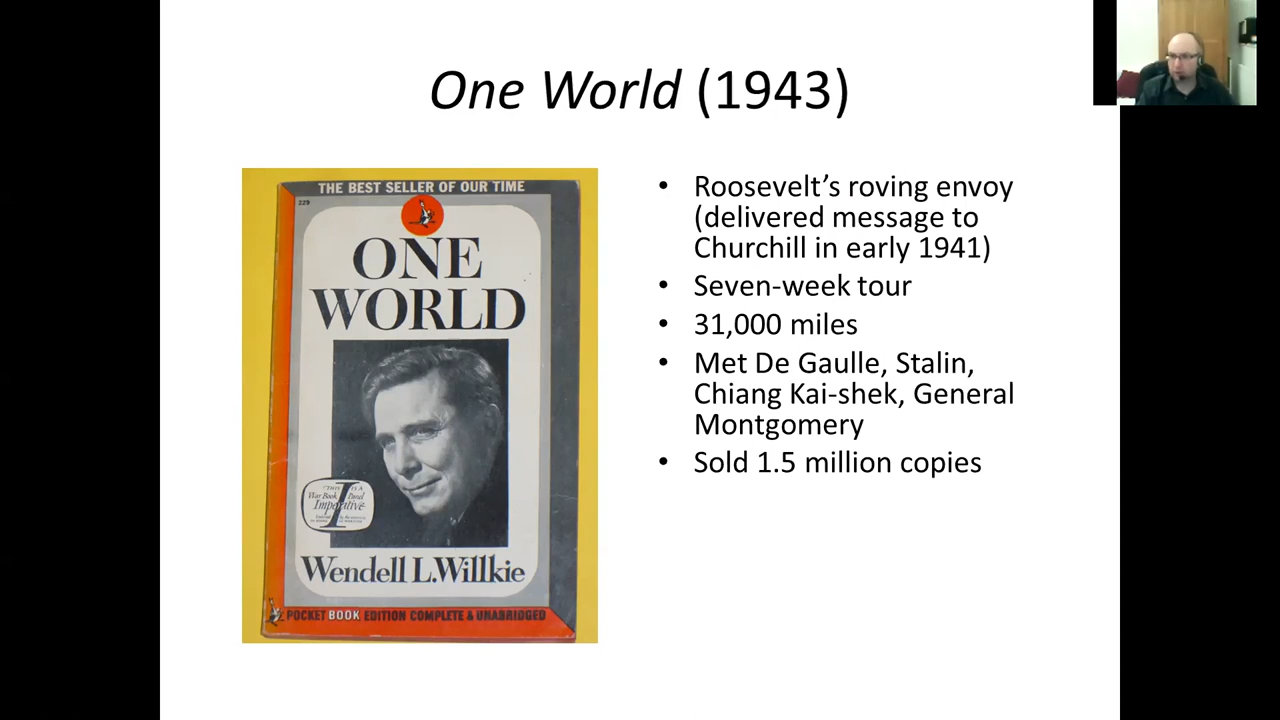 One World (1943)
THE BEST SELLER OF OUR TIME
229
ONE
WORLD
"THIS IS A
War Book Panel
Imperative
I
Wendell L. Willkie
POCKET BOOK EDITION COMPLETE & UNABRIDGED
• Roosevelt’s roving envoy
(delivered message to
Churchill in early 1941)
• Seven-week tour
• 31,000 miles
• Met De Gaulle, Stalin,
Chiang Kai-shek, General
Montgomery
• Sold 1.5 million copies